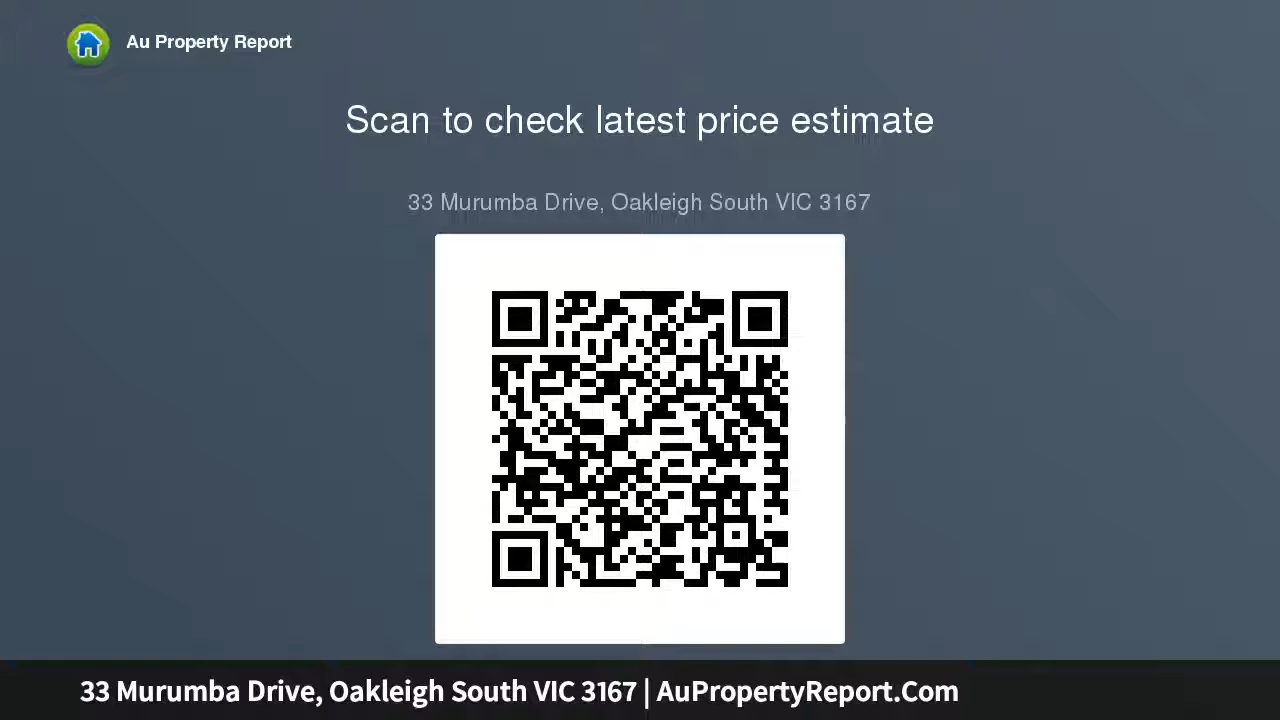 Au Property Report
Scan to check latest price estimate
33 Murumba Drive, Oakleigh South VIC 3167
33 Murumba Drive, Oakleigh South VIC 3167 | AuPropertyReport.Com